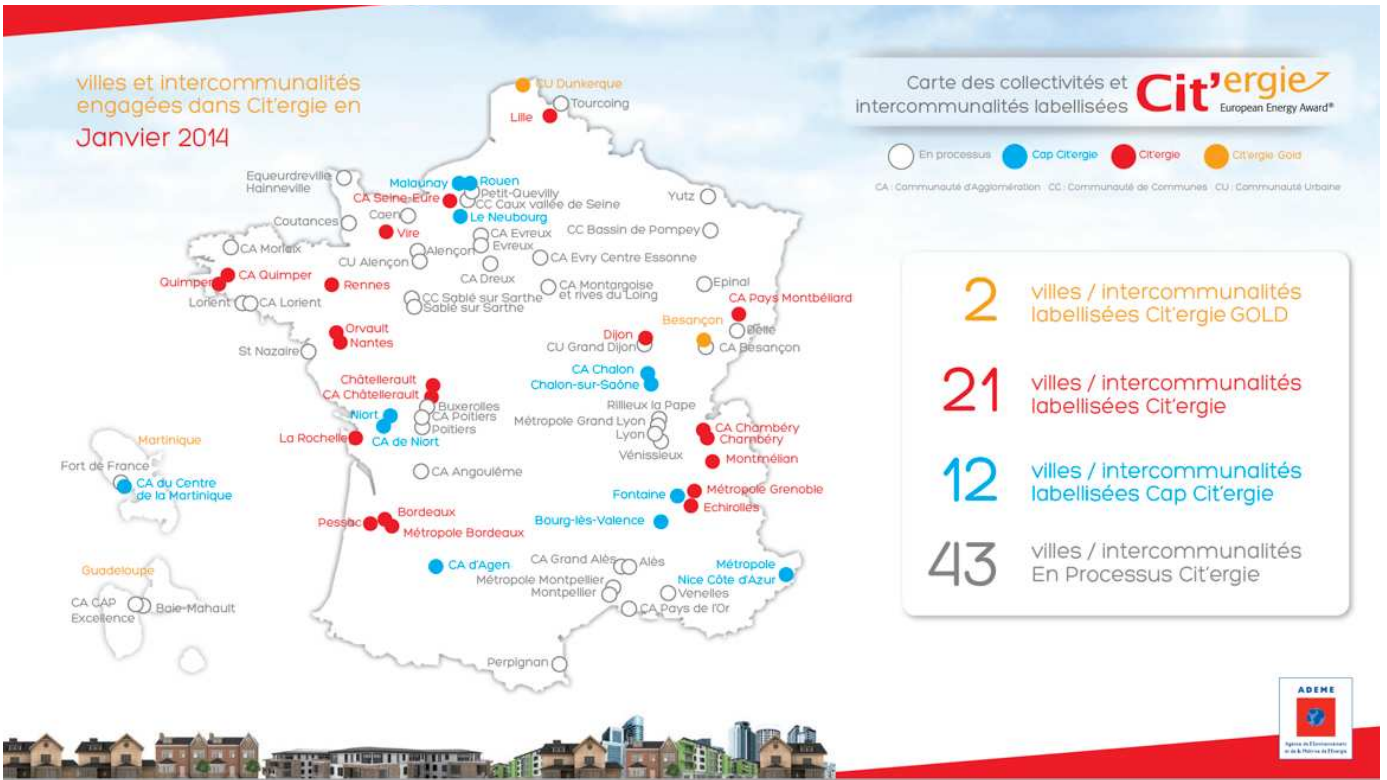 villes et intercommunalités
engagées dans Cit'ergie en
Janvier 2014
Carte des collectivités et
intercommunalités labellisées
Cit'ergie
European Energy Award®
En processus
Cap Cit'ergie
Cit'ergie
Cit'ergie Gold
CA : Communauté d'Agglomération CC : Communauté de Communes CU : Communauté Urbaine
CU Dunkerque
Tourcoing
Lille
Equeurdreville
Hainneville
Malaunay
Rouen
Petit-Quevilly
CA Seine-Eure
CC Caux vallée de Seine
Yutz
Caen
Le Neubourg
Coutances
Vire
CA Evreux
CC Bassin de Pompey
CA Morlaix
Alençon
Evreux
CU Alençon
CA Evry Centre Essonne
CA Dreux
CA Quimper
Quimper
Rennes
CA Montargoise
et rives du Loing
Epinal
Lorient
CA Lorient
CC Sablé sur Sarthe
Sablé sur Sarthe
CA Pays Montbéliard
Besançon
Delle
Orvault
Nantes
Dijon
CU Grand Dijon
CA Besançon
St Nazaire
CA Chalon
Chalon-sur-Saône
Châtellerault
CA Châtellerault
Buxerolles
CA Poitiers
Poitiers
Niort
CA de Niort
Rillieux la Pape
Métropole Grand Lyon
Lyon
Vénissieux
CA Chambéry
Chambéry
Montmélian
La Rochelle
Martinique
Fort de France
CA du Centre
de la Martinique
CA Angoulême
Métropole Grenoble
Fontaine
Echirolles
Bordeaux
Pessac
Métropole Bordeaux
Bourg-lès-Valence
CA d'Agen
CA Grand Alès
Alès
Métropole
Nice Côte d'Azur
Métropole Montpellier
Montpellier
Venelles
CA Pays de l'Or
Guadeloupe
CA CAP
Excellence
Baie-Mahault
Perpignan
2
villes / intercommunalités
labellisées Cit'ergie GOLD
21
villes / intercommunalités
labellisées Cit'ergie
12
villes / intercommunalités
labellisées Cap Cit'ergie
43
villes / intercommunalités
En Processus Cit'ergie
ADEME
Agence de l'Environnement
et de la Maîtrise de l'Energie